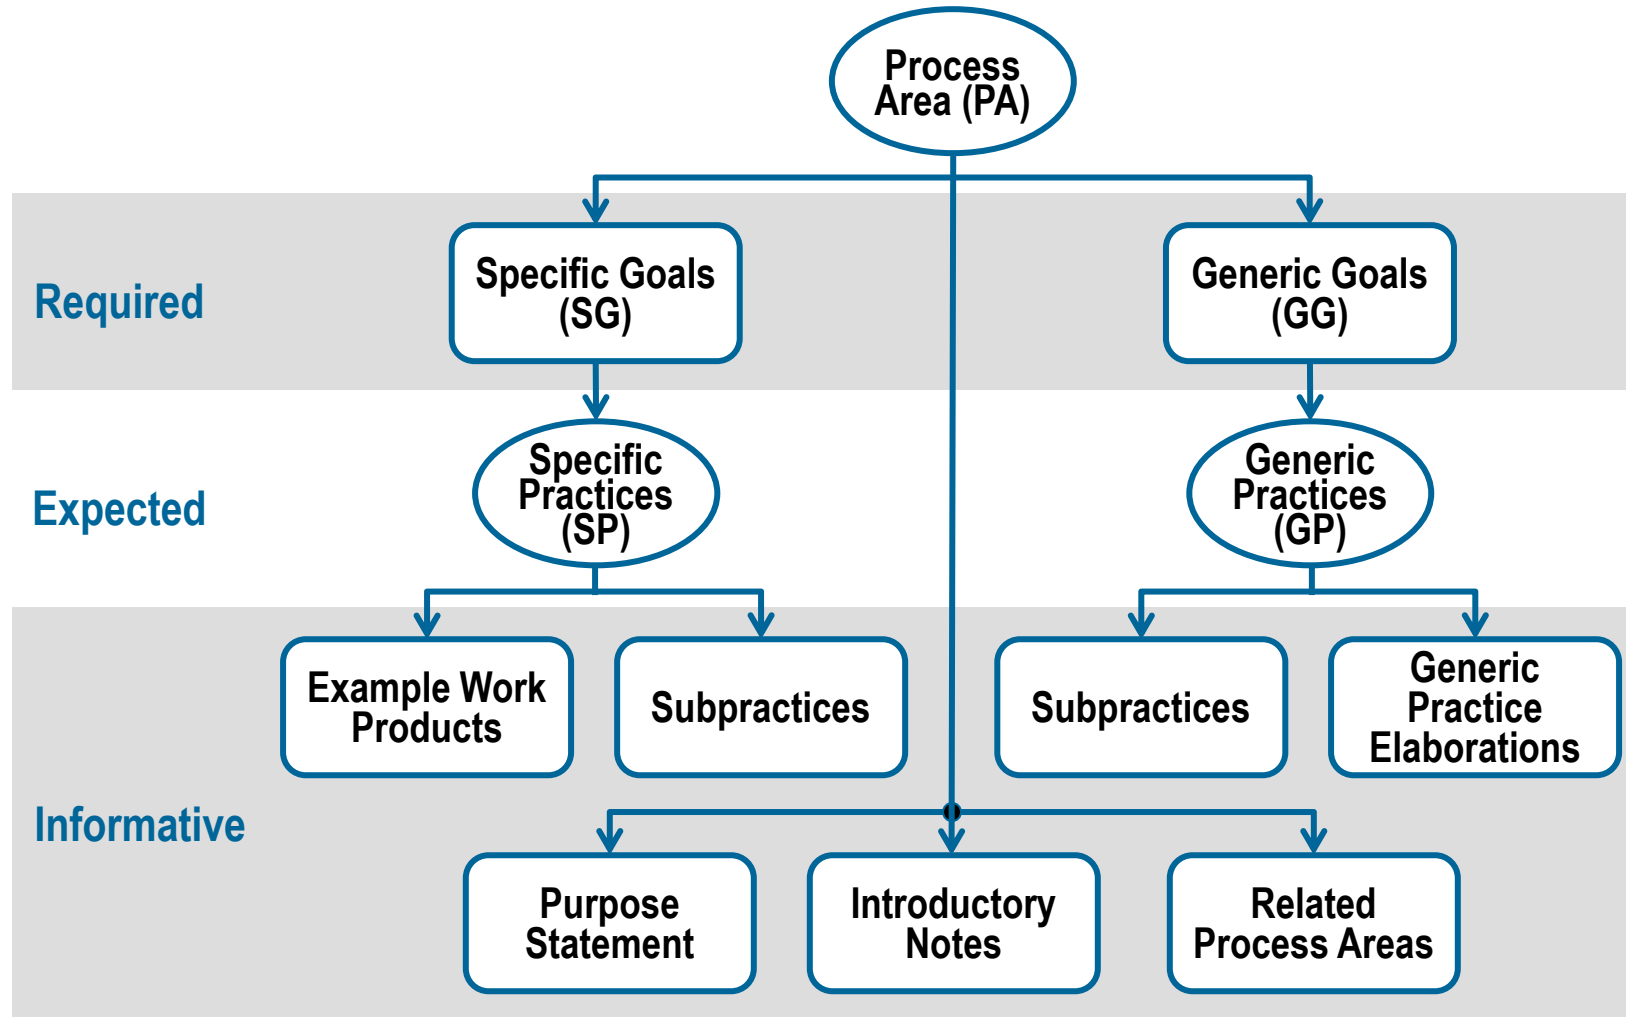 Process
Area (PA)
Required
Specific Goals
(SG)
Generic Goals
(GG)
Expected
Specific
Practices
(SP)
Generic
Practices
(GP)
Informative
Example Work
Products
Subpractices
Subpractices
Generic
Practice
Elaborations
Purpose
Statement
Introductory
Notes
Related
Process Areas